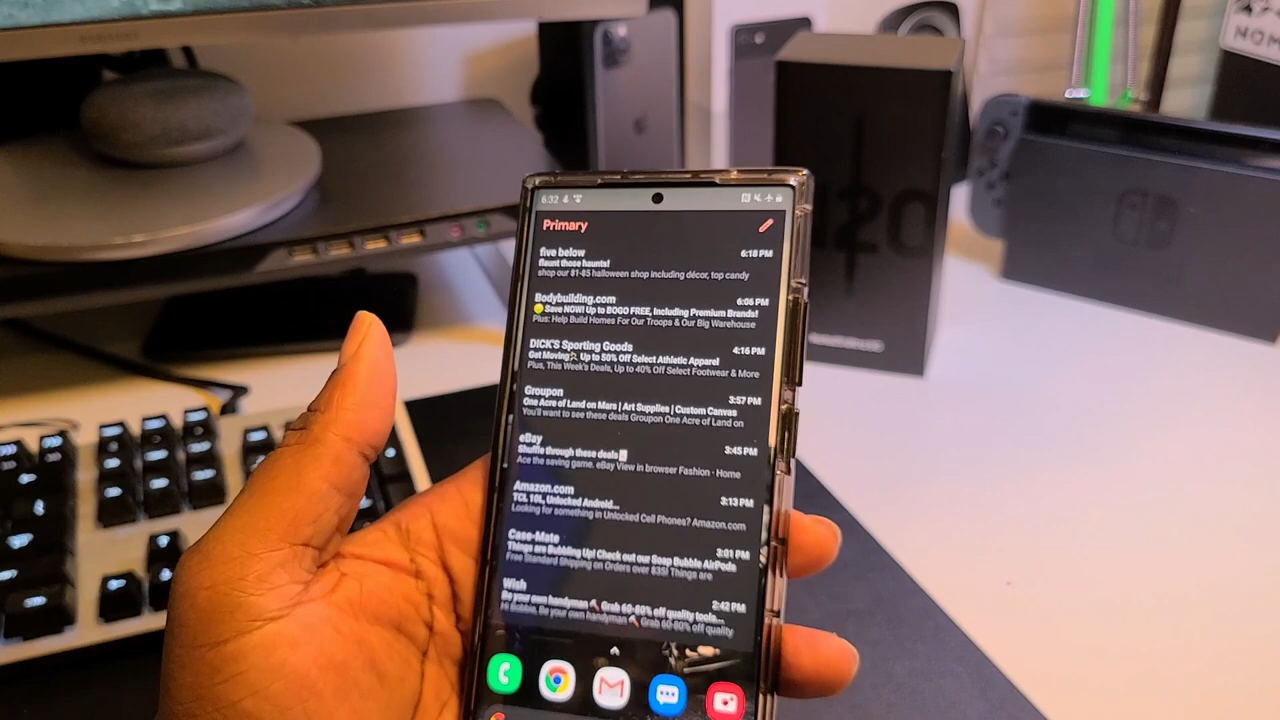 SAMSUNG
NOM
N20
6:32
Primary
five below 6:18 PM
flaunt those haunts!
shop our $1-$5 halloween shop including décor, top candy
Bodybuilding.com 6:06 PM
Save NOW! Up to BOGO FREE, Including Premium Brands!
Plus: Help Build Homes For Our Troops & Our Big Warehouse
DICK'S Sporting Goods 4:16 PM
Get Moving Up to 50% Off Select Athletic Apparel
Plus, This Week's Deals, Up to 40% Off Select Footwear & More
Groupon 3:57 PM
One Acre of Land on Mars | Art Supplies | Custom Canvas
You'll want to see these deals Groupon One Acre of Land on
eBay 3:45 PM
Shuffle through these deals
Ace the saving game. eBay View in browser Fashion · Home
Amazon.com 3:13 PM
TCL 10L, Unlocked Android...
Looking for something in Unlocked Cell Phones? Amazon.com
Case-Mate 3:01 PM
Things are Bubbling Up! Check out our Soap Bubble AirPods
Free Standard Shipping on Orders over $35! Things are
Wish 2:42 PM
Be your own handyman Grab 60-80% off quality tools...
Hi Bobbie, Be your own handyman Grab 60-80% off quality